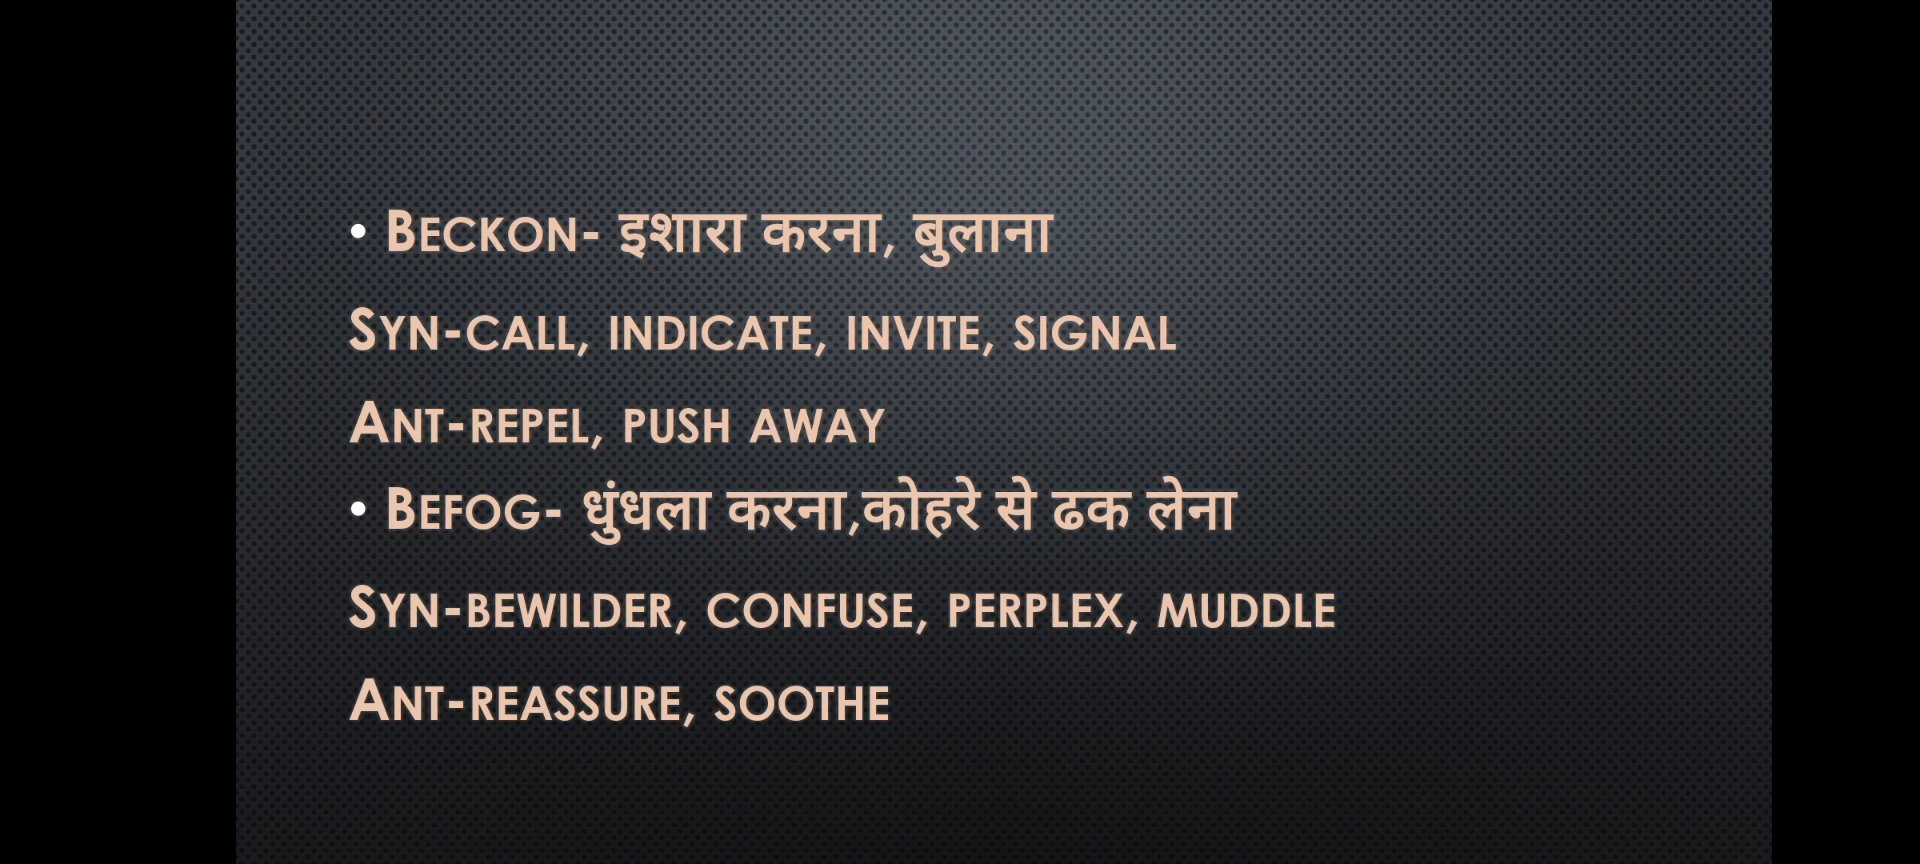 • Beckon- इशारा करना, बुलाना
Syn-call, indicate, invite, signal
Ant-repel, push away
• Befog- धुंधला करना,कोहरे से ढक लेना
Syn-bewilder, confuse, perplex, muddle
Ant-reassure, soothe